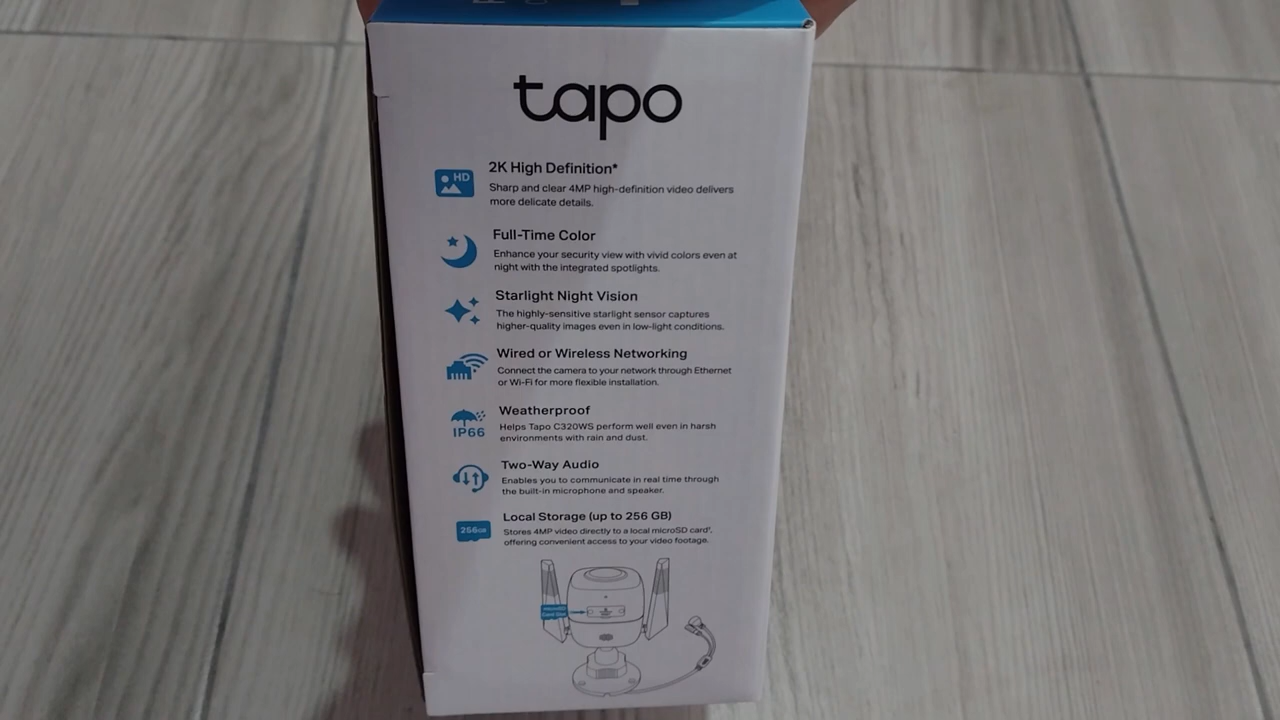 tapo
HD
2K High Definition*
Sharp and clear 4MP high-definition video delivers
more delicate details.
Full-Time Color
Enhance your security view with vivid colors even at
night with the integrated spotlights.
Starlight Night Vision
The highly-sensitive starlight sensor captures
higher-quality images even in low-light conditions.
Wired or Wireless Networking
Connect the camera to your network through Ethernet
or Wi-Fi for more flexible installation.
IP66
Weatherproof
Helps Tapo C320WS perform well even in harsh
environments with rain and dust.
Two-Way Audio
Enables you to communicate in real time through
the built-in microphone and speaker.
256GB
Local Storage (up to 256 GB)
Stores 4MP video directly to a local microSD card†,
offering convenient access to your video footage.
microSD
Card Slot